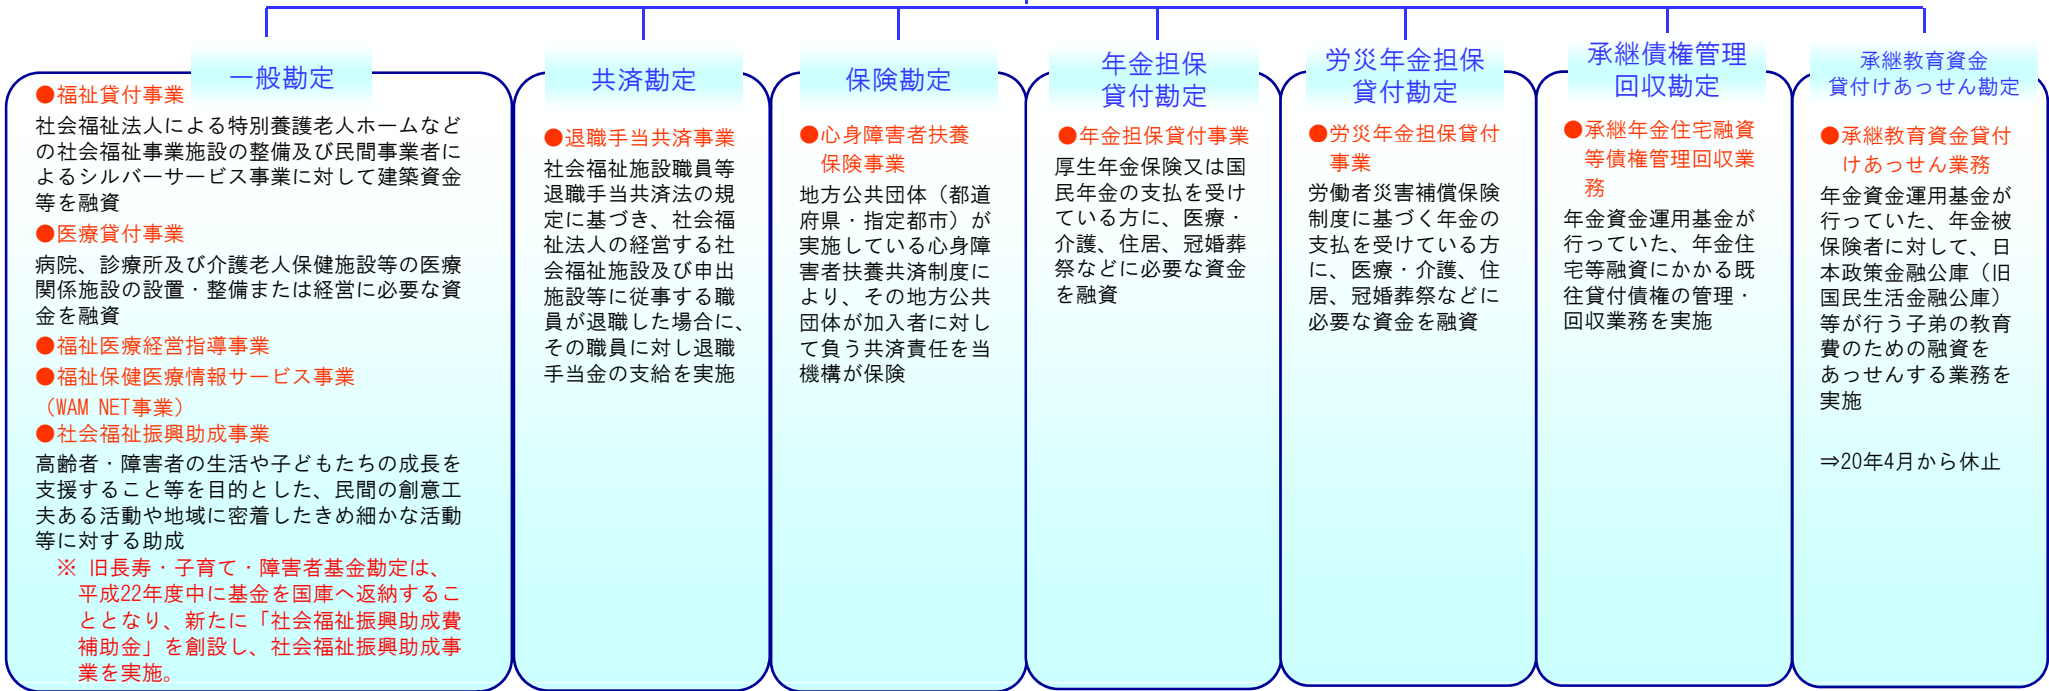 一般勘定
●福祉貸付事業
社会福祉法人による特別養護老人ホームなど
の社会福祉事業施設の整備及び民間事業者に
よるシルバーサービス事業に対して建築資金
等を融資
●医療貸付事業
病院、診療所及び介護老人保健施設等の医療
関係施設の設置・整備または経営に必要な資
金を融資
●福祉医療経営指導事業
●福祉保健医療情報サービス事業
（WAM NET事業）
●社会福祉振興助成事業
高齢者・障害者の生活や子どもたちの成長を
支援すること等を目的とした、民間の創意工
夫ある活動や地域に密着したきめ細かな活動
等に対する助成
※ 旧長寿・子育て・障害者基金勘定は、
平成22年度中に基金を国庫へ返納するこ
ととなり、新たに「社会福祉振興助成費
補助金」を創設し、社会福祉振興助成事
業を実施。
共済勘定
●退職手当共済事業
社会福祉施設職員等
退職手当共済法の規
定に基づき、社会福
祉法人の経営する社
会福祉施設及び申出
施設等に従事する職
員が退職した場合に、
その職員に対し退職
手当金の支給を実施
保険勘定
●心身障害者扶養
保険事業
地方公共団体（都道
府県・指定都市）が
実施している心身障
害者扶養共済制度に
より、その地方公共
団体が加入者に対し
て負う共済責任を当
機構が保険
年金担保
貸付勘定
●年金担保貸付事業
厚生年金保険又は国
民年金の支払を受け
ている方に、医療・
介護、住居、冠婚葬
祭などに必要な資金
を融資
労災年金担保
貸付勘定
●労災年金担保貸付
事業
労働者災害補償保険
制度に基づく年金の
支払を受けている方
に、医療・介護、住
居、冠婚葬祭などに
必要な資金を融資
承継債権管理
回収勘定
●承継年金住宅融資
等債権管理回収業
務
年金資金運用基金が
行っていた、年金住
宅等融資にかかる既
往貸付債権の管理・
回収業務を実施
承継教育資金
貸付けあっせん勘定
●承継教育資金貸付
けあっせん業務
年金資金運用基金が
行っていた、年金被
保険者に対して、日
本政策金融公庫（旧
国民生活金融公庫）
等が行う子弟の教育
費のための融資を
あっせんする業務を
実施
⇒20年4月から休止